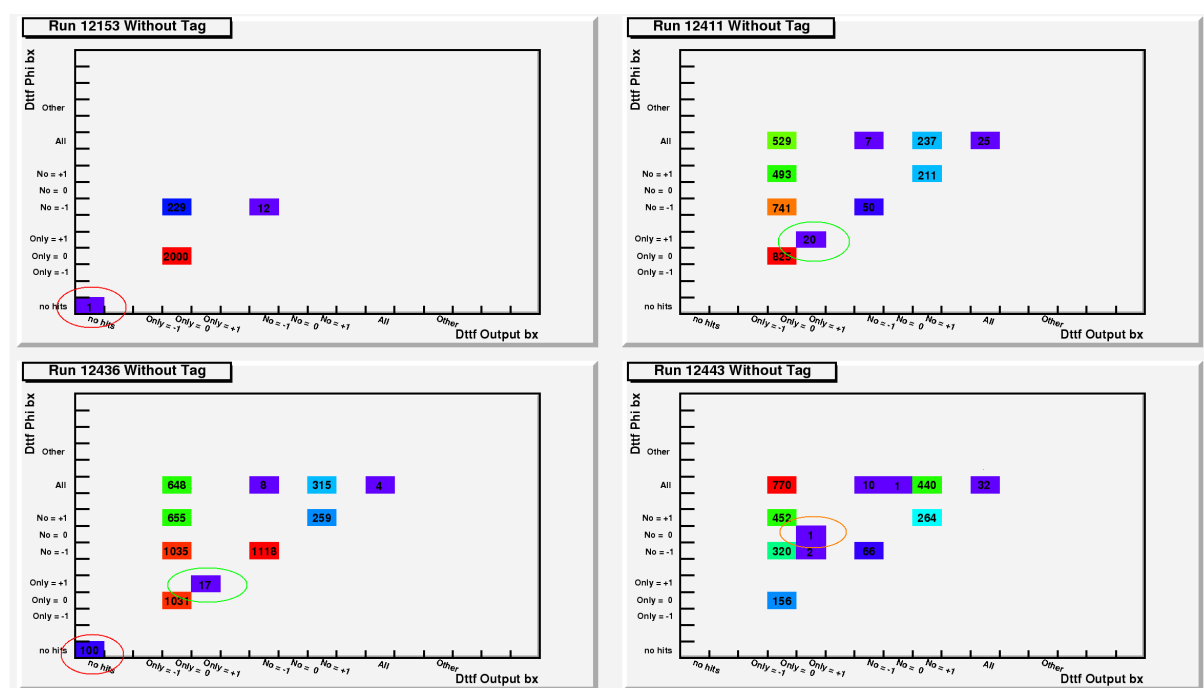 Run 12153 Without Tag
Dttf Phi bx
Other
All
No = +1
No = 0
No = -1
229 12
Only = +1
Only = 0
2000
Only = -1
no hits
1
no hits Only = -1 Only = 0 Only = +1 No = -1 No = 0 No = +1 All Other
Dttf Output bx
Run 12411 Without Tag
Dttf Phi bx
Other
All
529 7 237 25
No = +1
493 211
No = 0
No = -1
741 50
Only = +1
20
Only = 0
825
Only = -1
no hits
no hits Only = -1 Only = 0 Only = +1 No = -1 No = 0 No = +1 All Other
Dttf Output bx
Run 12436 Without Tag
Dttf Phi bx
Other
All
648 8 315 4
No = +1
655 259
No = 0
No = -1
1035 1118
Only = +1
17
Only = 0
1031
Only = -1
no hits
100
no hits Only = -1 Only = 0 Only = +1 No = -1 No = 0 No = +1 All Other
Dttf Output bx
Run 12443 Without Tag
Dttf Phi bx
Other
All
770 10 1 440 32
No = +1
452 264
No = 0
1
No = -1
320 2 66
Only = +1
Only = 0
156
Only = -1
no hits
no hits Only = -1 Only = 0 Only = +1 No = -1 No = 0 No = +1 All Other
Dttf Output bx